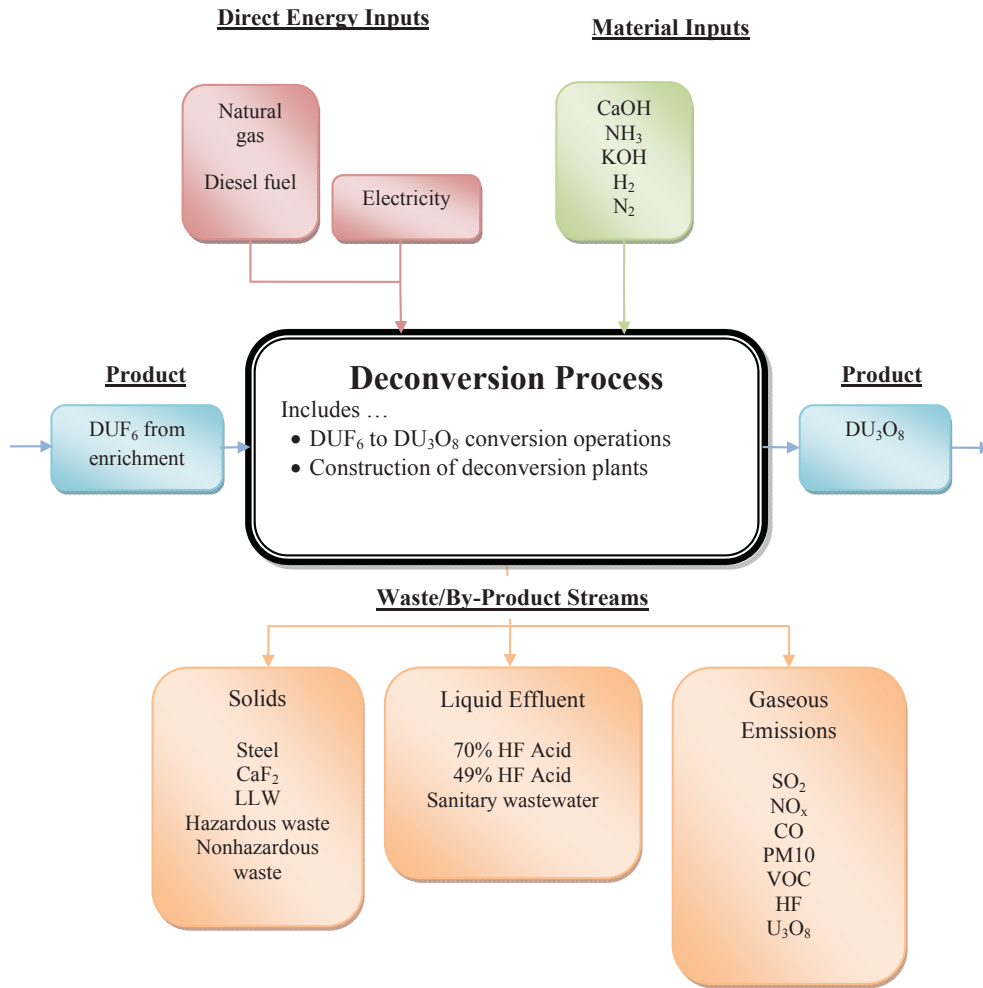 Direct Energy Inputs
Material Inputs
Natural
gas
Diesel fuel
Electricity
CaOH
NH₃
KOH
H₂
N₂
Product
DUF₆ from
enrichment
Deconversion Process
Includes …
• DUF₆ to DU₃O₈ conversion operations
• Construction of deconversion plants
Product
DU₃O₈
Waste/By-Product Streams
Solids
Steel
CaF₂
LLW
Hazardous waste
Nonhazardous
waste
Liquid Effluent
70% HF Acid
49% HF Acid
Sanitary wastewater
Gaseous
Emissions
SO₂
NOₓ
CO
PM10
VOC
HF
U₃O₈